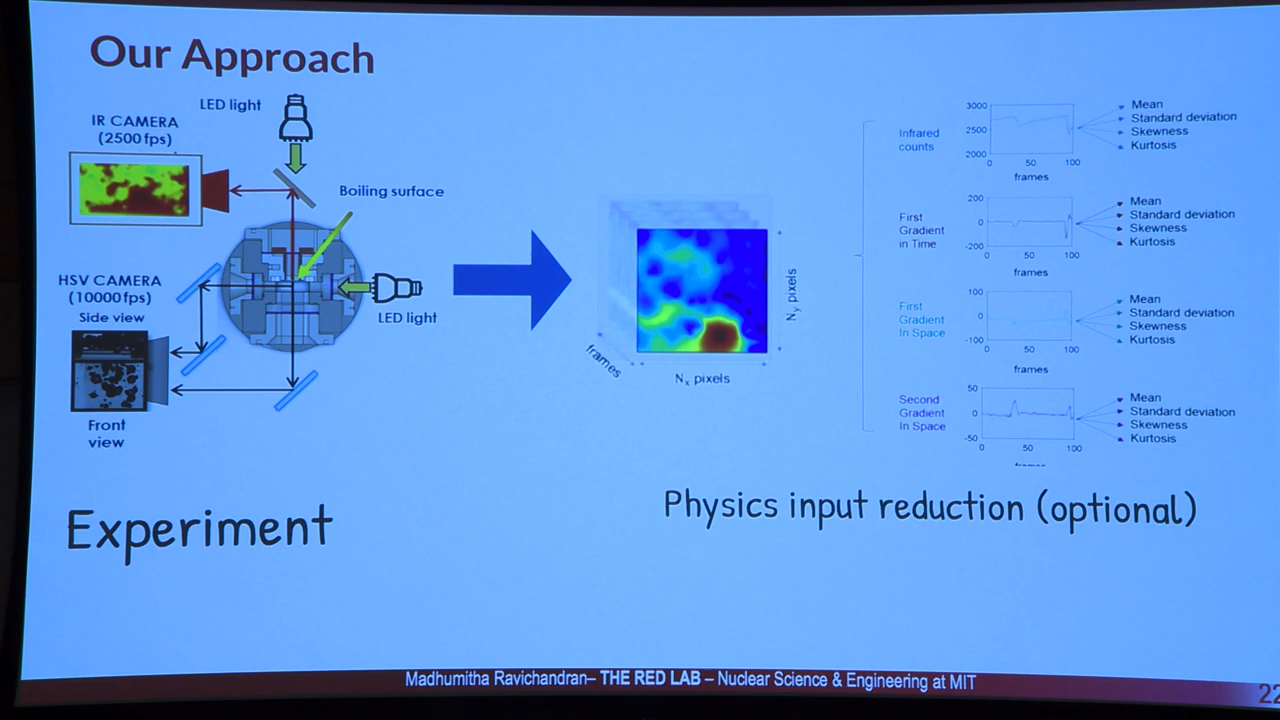 Our Approach
LED light
IR CAMERA
(2500 fps)
Boiling surface
HSV CAMERA
(10000 fps)
Side view
LED light
Front
view
Experiment
frames
Nx pixels
Ny pixels
Infrared
counts
3000
2500
2000
0 50 100
frames
Mean
Standard deviation
Skewness
Kurtosis
First
Gradient
in Time
200
0
-200
0 50 100
frames
Mean
Standard deviation
Skewness
Kurtosis
First
Gradient
In Space
100
0
-100
0 50 100
frames
Mean
Standard deviation
Skewness
Kurtosis
Second
Gradient
In Space
50
0
-50
0 50 100
Mean
Standard deviation
Skewness
Kurtosis
Physics input reduction (optional)
Madhumitha Ravichandran– THE RED LAB – Nuclear Science & Engineering at MIT
22